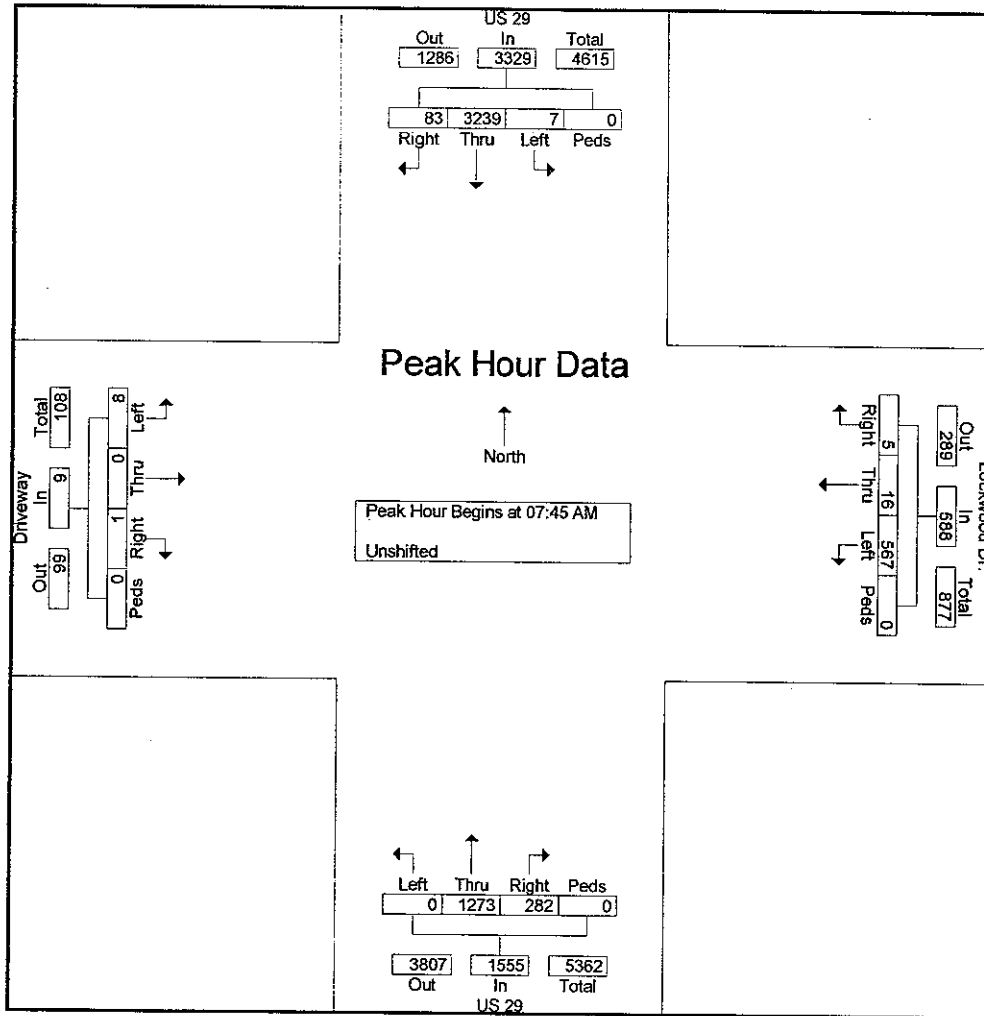 US 29
Out In Total
1286 3329 4615
83 3239 7 0
Right Thru Left Peds
Peak Hour Data
North
Peak Hour Begins at 07:45 AM
Unshifted
Driveway
Out In Total
99 9 108
8 0 1 0
Left Thru Right Peds
Dr.
Out In Total
289 588 877
5 16 567 0
Right Thru Left Peds
Left Thru Right Peds
0 1273 282 0
3807 1555 5362
Out In Total
US 29